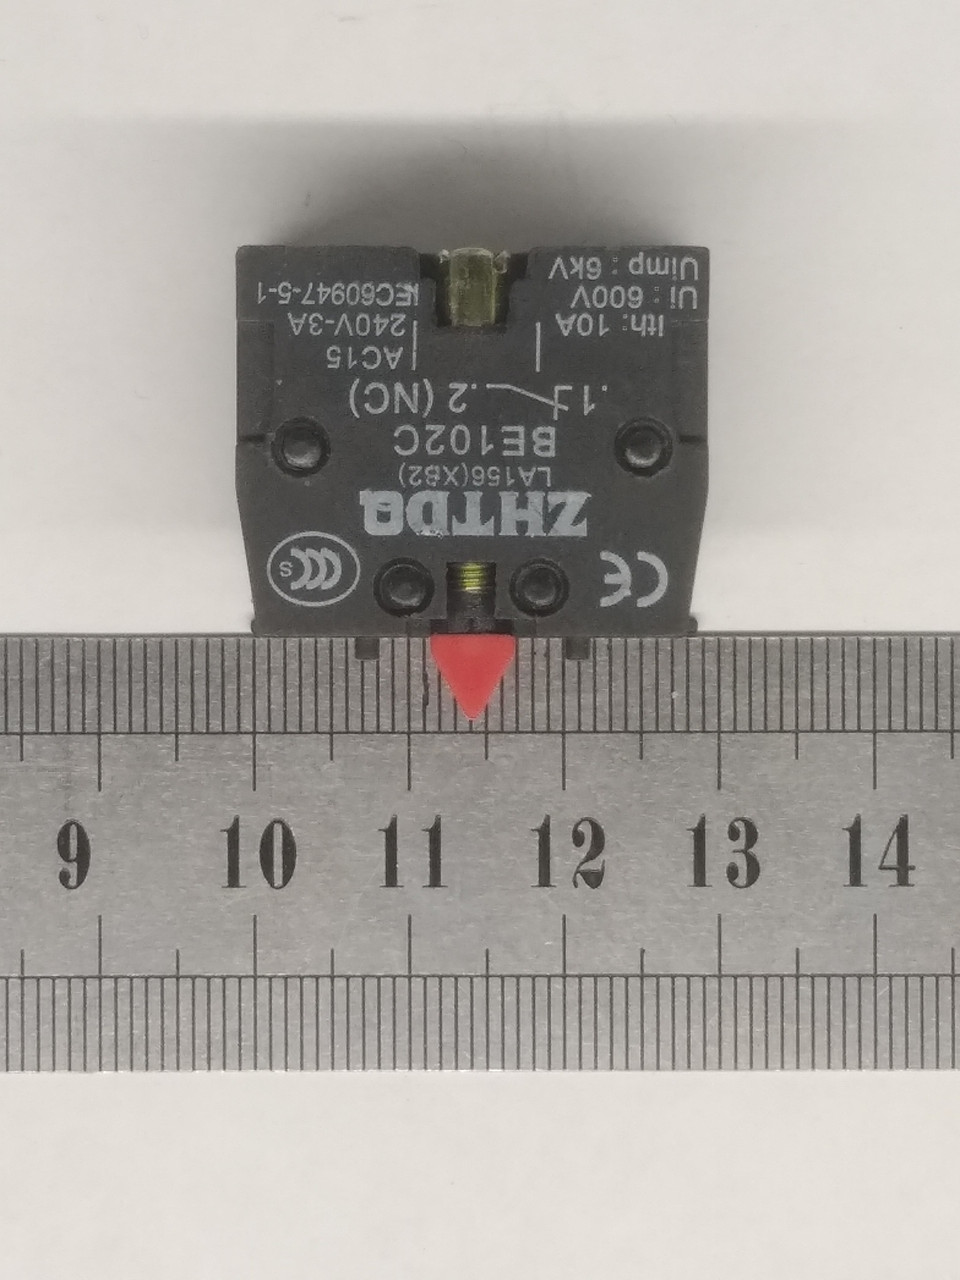 ZHTDQ
LA156(XB2)
BE102C
.1 .2 (NC)
Ith: 10A
Ui: 600V
Uimp: 6kV
AC15
240V-3A
IEC60947-5-1
CE
CCC
S
9 10 11 12 13 14